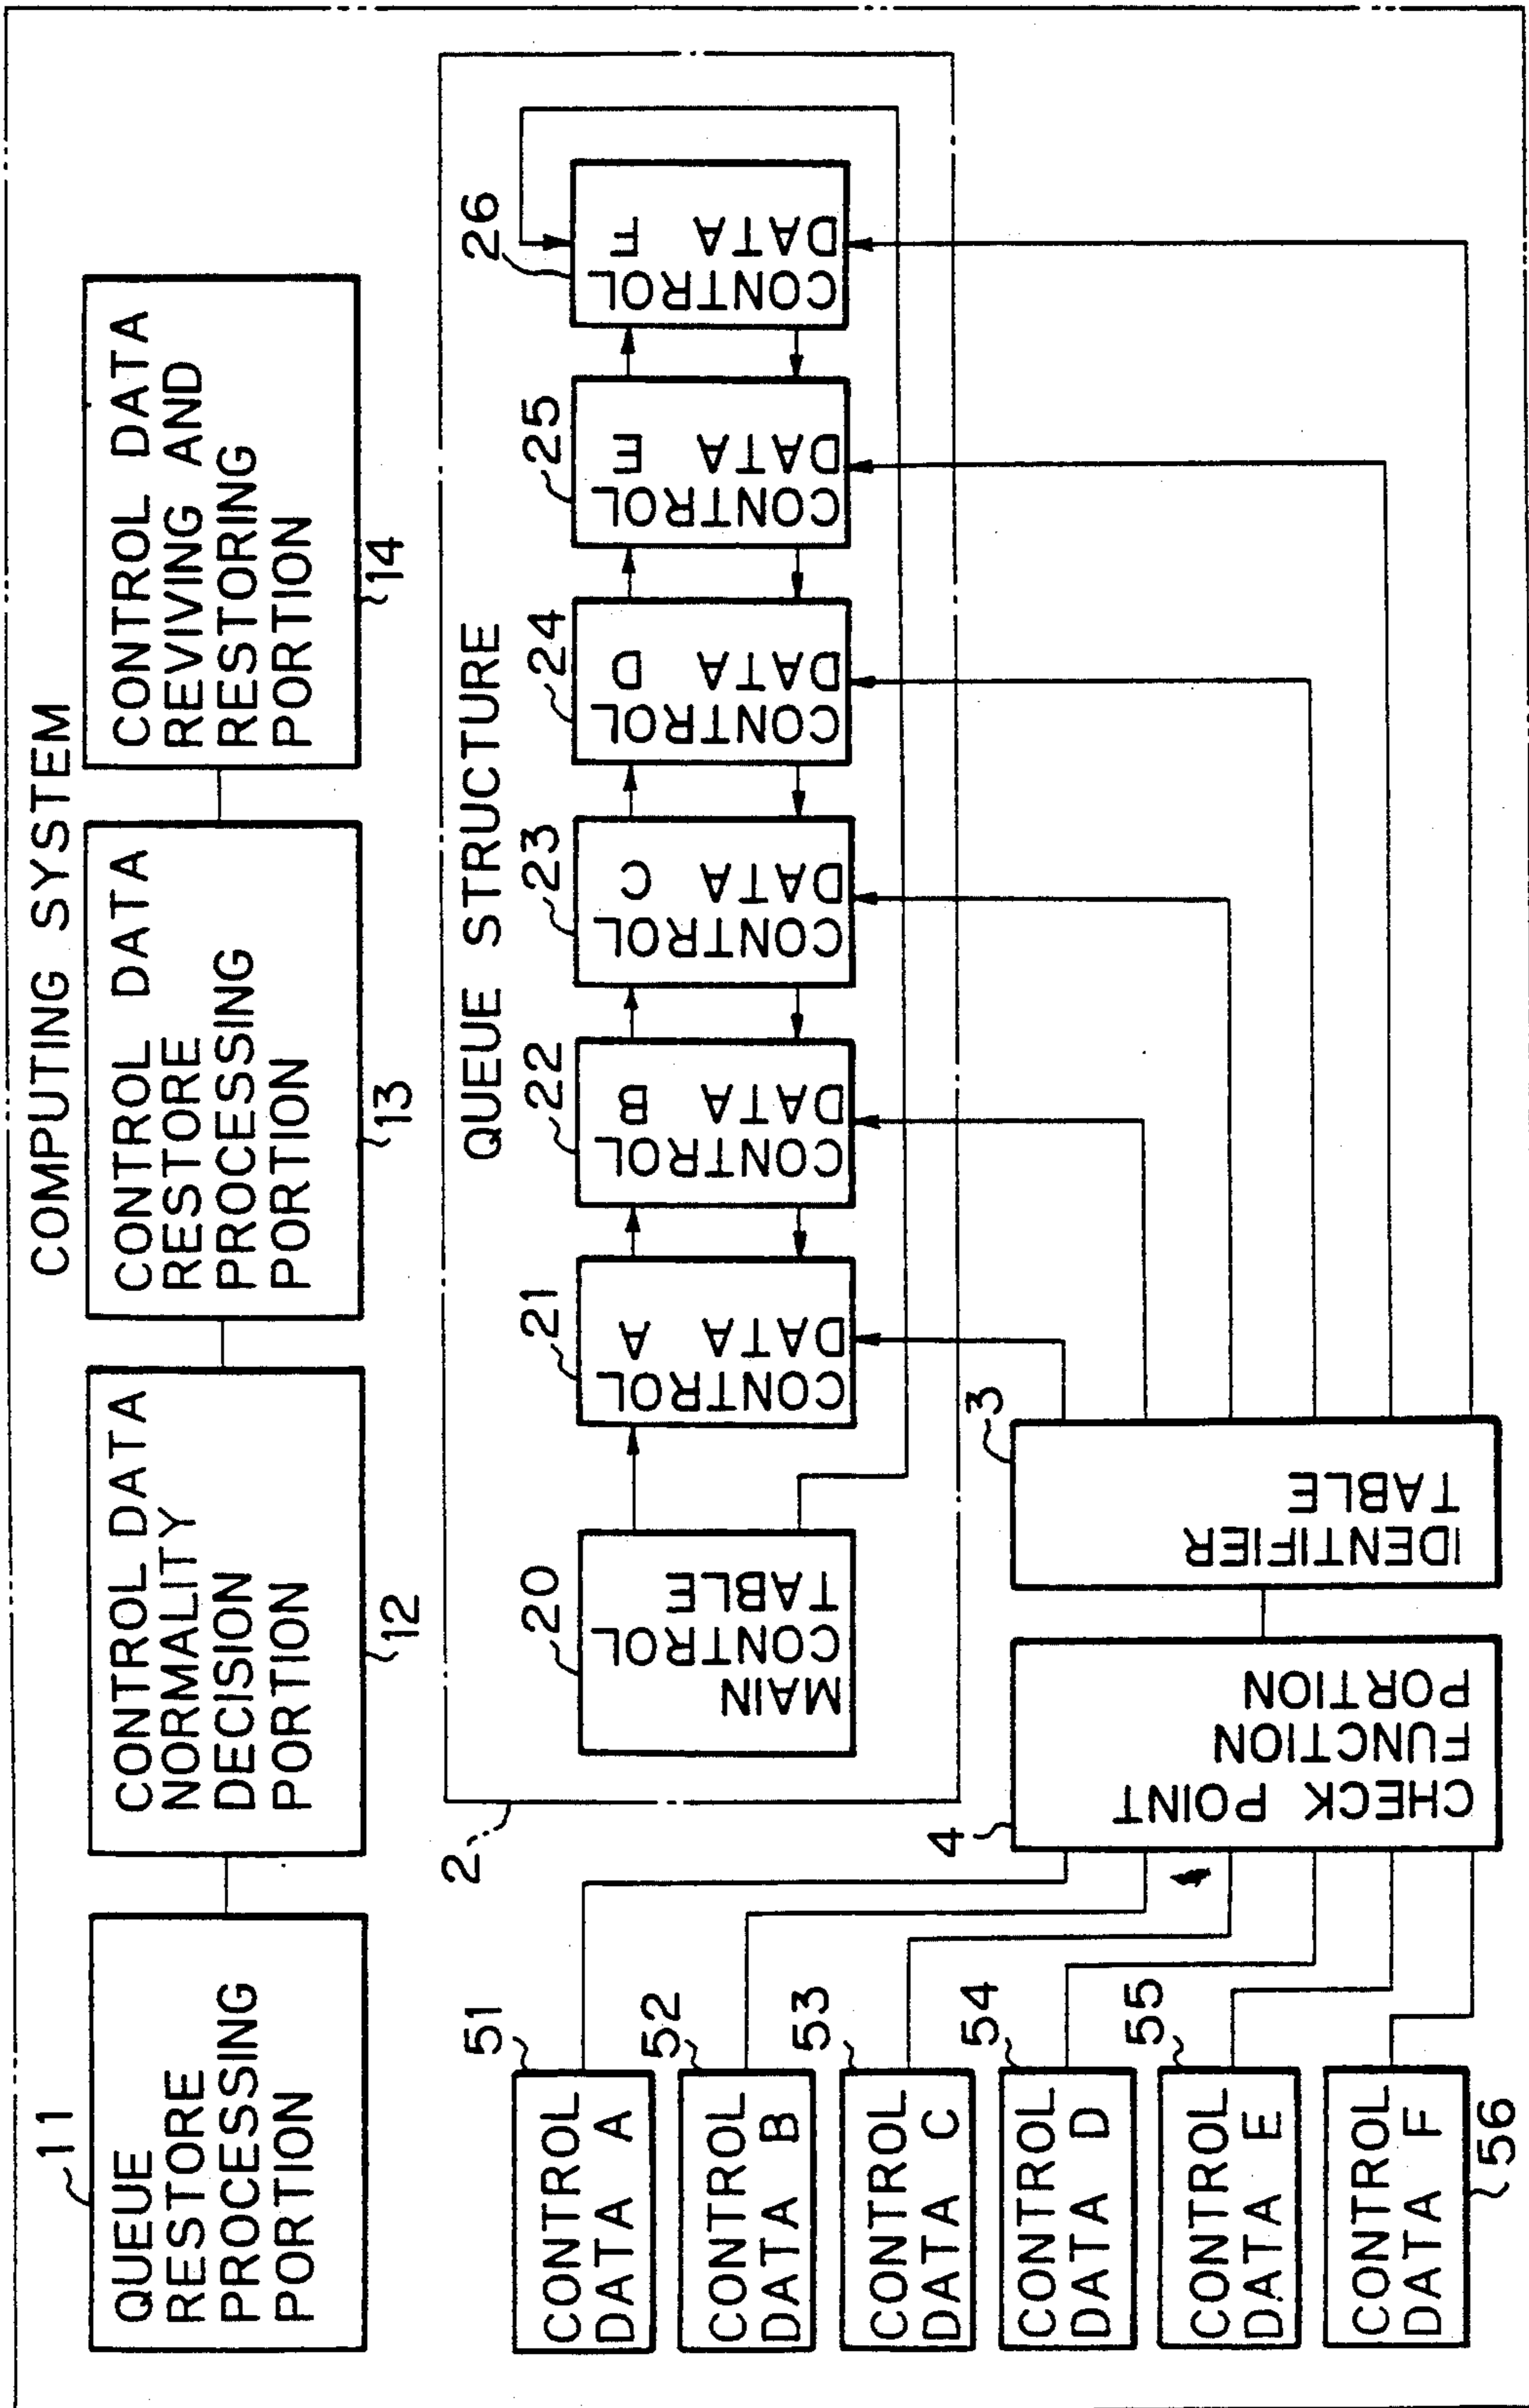 COMPUTING SYSTEM
11
QUEUE
RESTORE
PROCESSING
PORTION
CONTROL DATA
NORMALITY
DECISION
PORTION
12
CONTROL DATA
RESTORE
PROCESSING
PORTION
13
CONTROL DATA
REVIVING AND
RESTORING
PORTION
14
QUEUE STRUCTURE
2
20
MAIN
CONTROL
TABLE
21
CONTROL
DATA A
22
CONTROL
DATA B
23
CONTROL
DATA C
24
CONTROL
DATA D
25
CONTROL
DATA E
26
CONTROL
DATA F
51
CONTROL
DATA A
52
CONTROL
DATA B
53
CONTROL
DATA C
54
CONTROL
DATA D
55
CONTROL
DATA E
CONTROL
DATA F
56
4
CHECK POINT
FUNCTION
PORTION
3
IDENTIFIER
TABLE